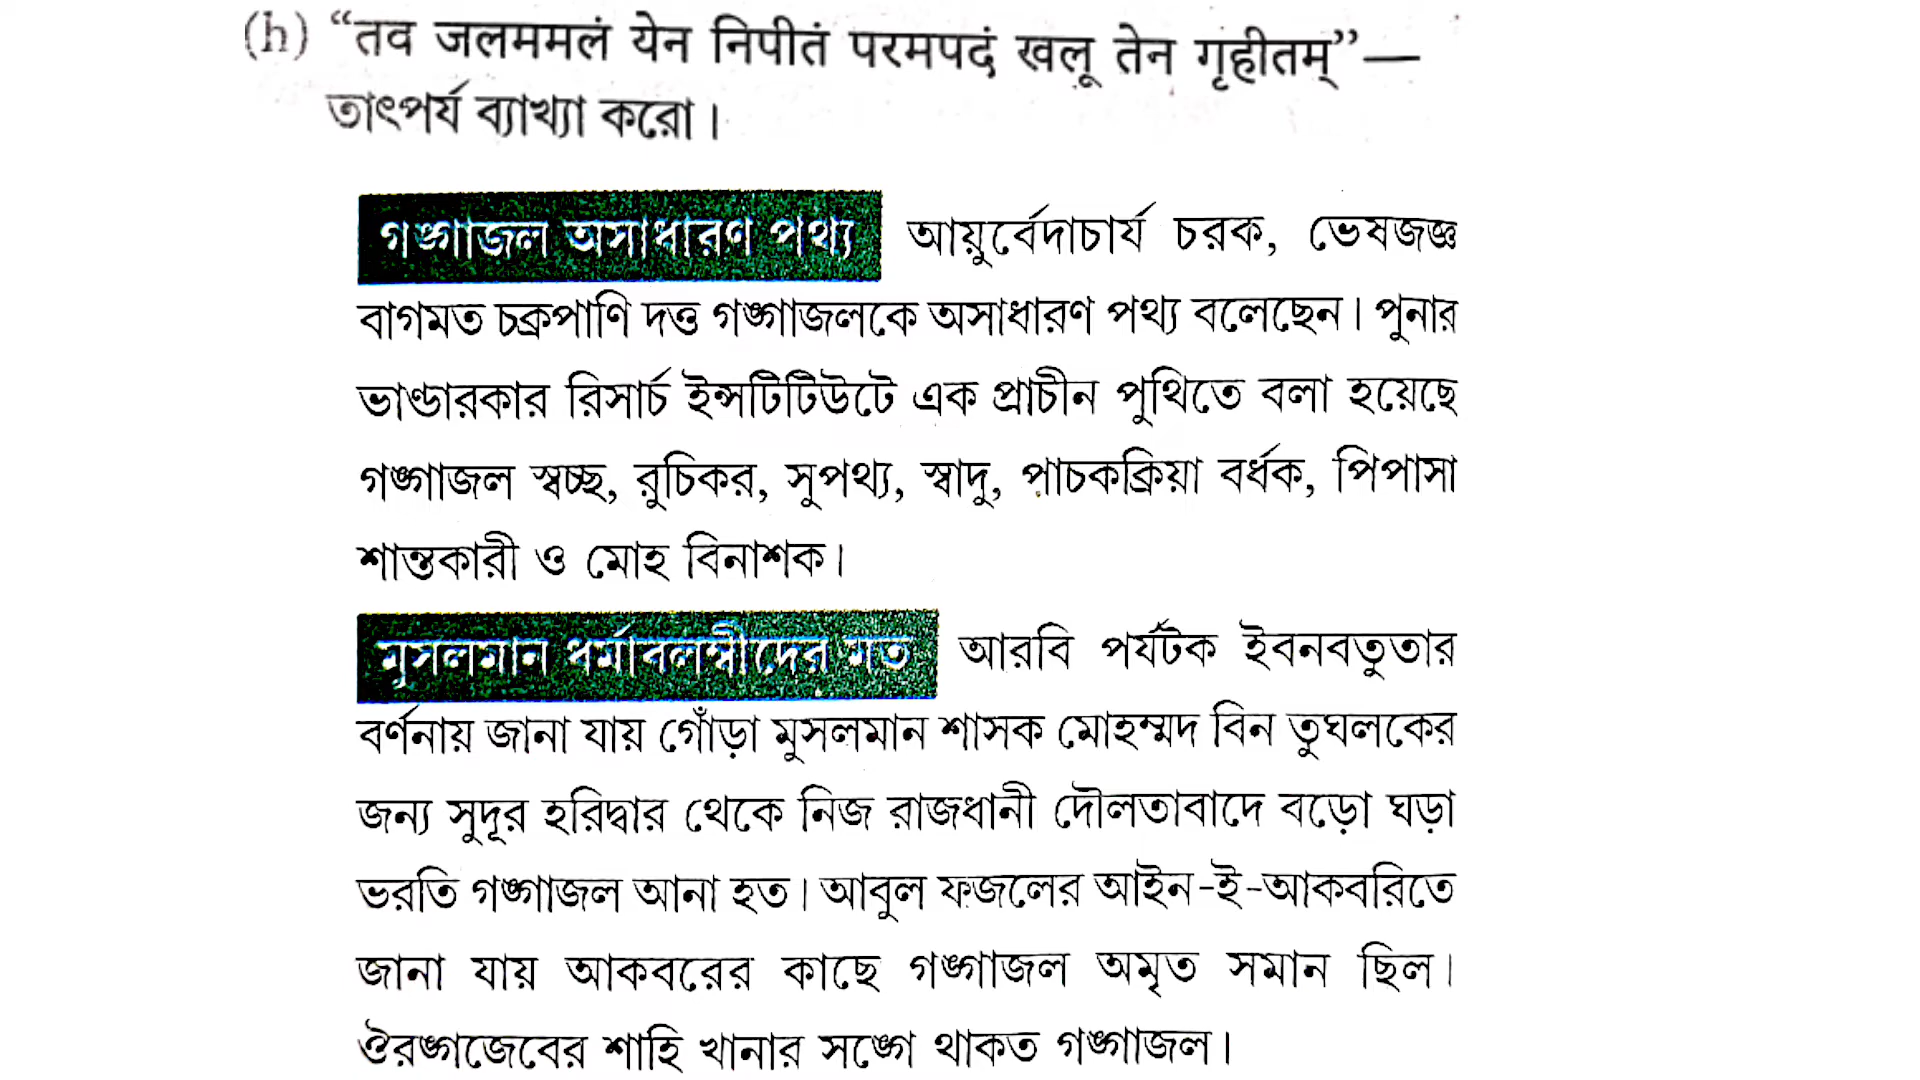 (h) “तव जलममलं येन निपीतं परमपदं खलू तेन गृहीतम्”—
তাৎপর্য ব্যাখ্যা করো।
গঙ্গাজল অসাধারণ পথ্য আয়ুর্বেদাচার্য চরক, ভেষজজ্ঞ
বাগমত চক্রপাণি দত্ত গঙ্গাজলকে অসাধারণ পথ্য বলেছেন। পুনার
ভাণ্ডারকার রিসার্চ ইন্সটিটিউটে এক প্রাচীন পুথিতে বলা হয়েছে
গঙ্গাজল স্বচ্ছ, রুচিকর, সুপথ্য, স্বাদু, পাচকক্রিয়া বর্ধক, পিপাসা
শান্তকারী ও মোহ বিনাশক।
মুসলমান ধর্মাবলম্বীদের মত আরবি পর্যটক ইবনবতুতার
বর্ণনায় জানা যায় গোঁড়া মুসলমান শাসক মোহম্মদ বিন তুঘলকের
জন্য সুদূর হরিদ্বার থেকে নিজ রাজধানী দৌলতাবাদে বড়ো ঘড়া
ভরতি গঙ্গাজল আনা হত। আবুল ফজলের আইন-ই-আকবরিতে
জানা যায় আকবরের কাছে গঙ্গাজল অমৃত সমান ছিল।
ঔরঙ্গজেবের শাহি খানার সঙ্গে থাকত গঙ্গাজল।